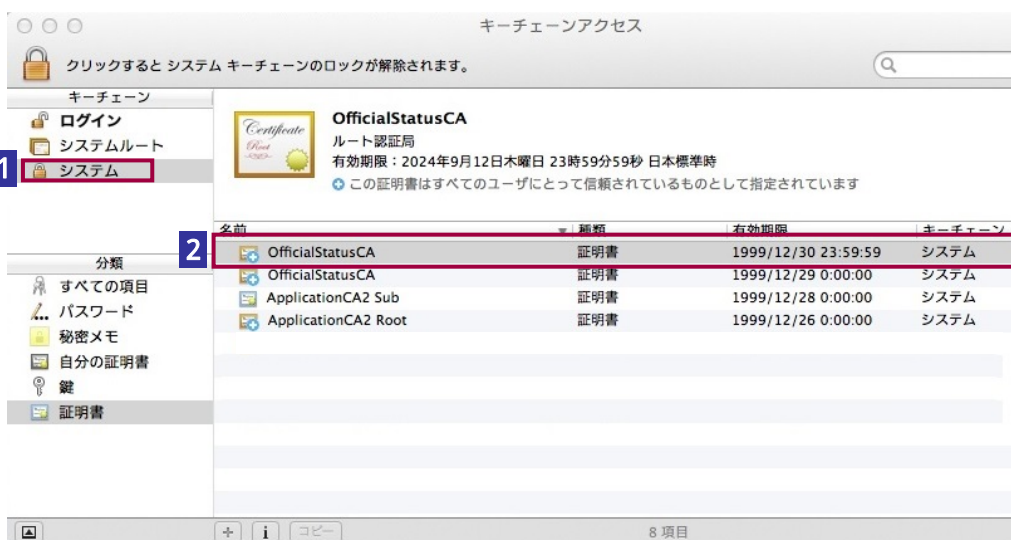 キーチェーンアクセス
クリックすると システム キーチェーンのロックが解除されます。
キーチェーン
ログイン
システムルート
1
システム
Certificate
Root
OfficialStatusCA
ルート認証局
有効期限：2024年9月12日木曜日 23時59分59秒 日本標準時
この証明書はすべてのユーザにとって信頼されているものとして指定されています
名前 種類 有効期限 キーチェーン
2
OfficialStatusCA 証明書 1999/12/30 23:59:59 システム
OfficialStatusCA 証明書 1999/12/29 0:00:00 システム
ApplicationCA2 Sub 証明書 1999/12/28 0:00:00 システム
ApplicationCA2 Root 証明書 1999/12/26 0:00:00 システム
分類
すべての項目
パスワード
秘密メモ
自分の証明書
鍵
証明書
+ i コピー
8 項目